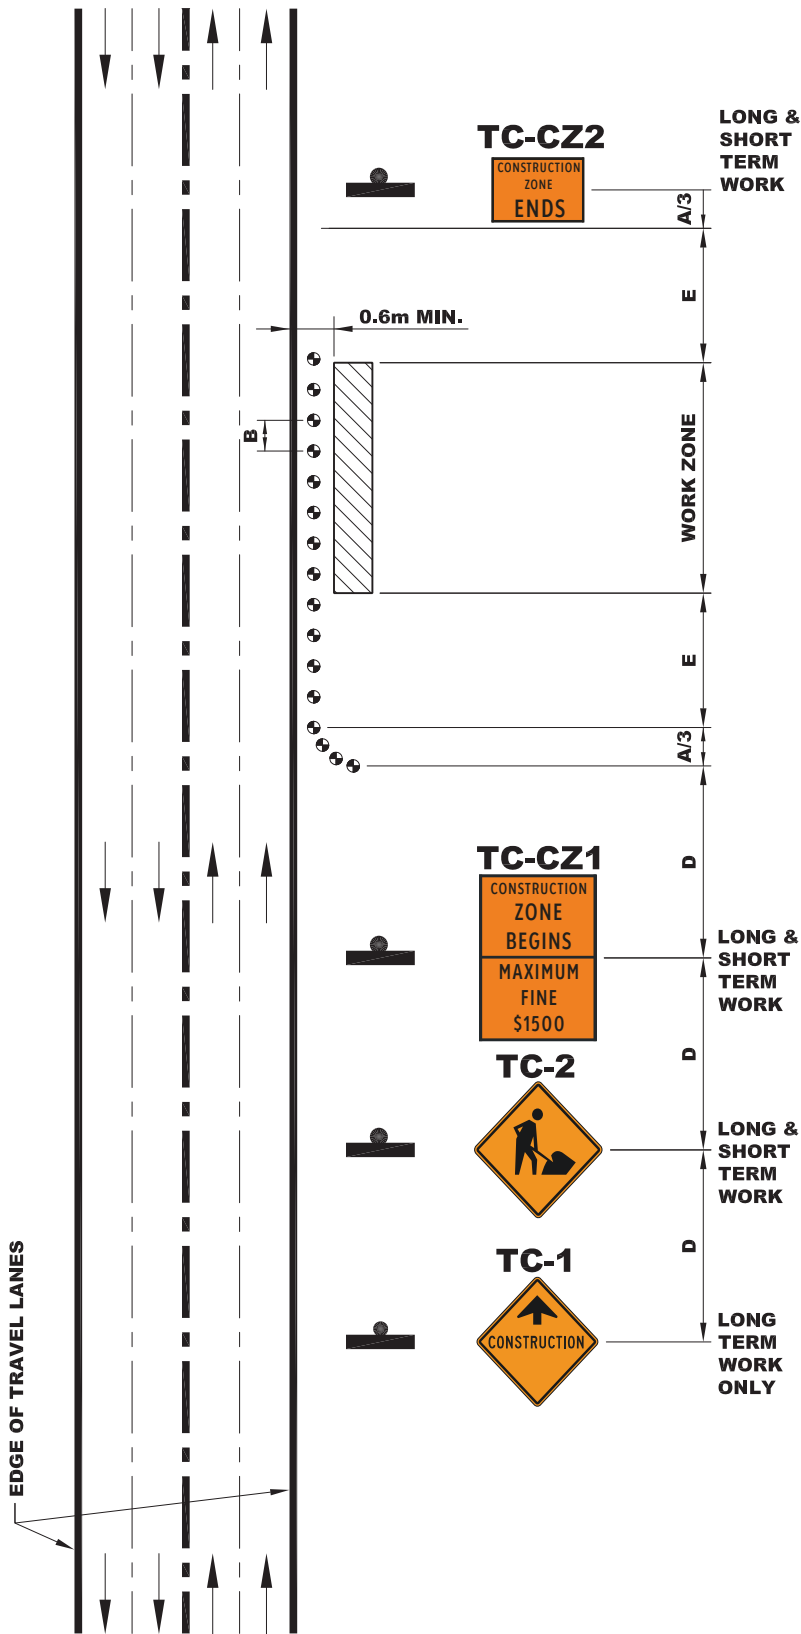 LONG &
SHORT
TERM
WORK
TC-CZ2
CONSTRUCTION
ZONE
ENDS
A/3
E
0.6m MIN.
B
WORK ZONE
E
A/3
D
TC-CZ1
CONSTRUCTION
ZONE
BEGINS
MAXIMUM
FINE
$1500
LONG &
SHORT
TERM
WORK
D
TC-2
LONG &
SHORT
TERM
WORK
D
TC-1
CONSTRUCTION
LONG
TERM
WORK
ONLY
EDGE OF TRAVEL LANES